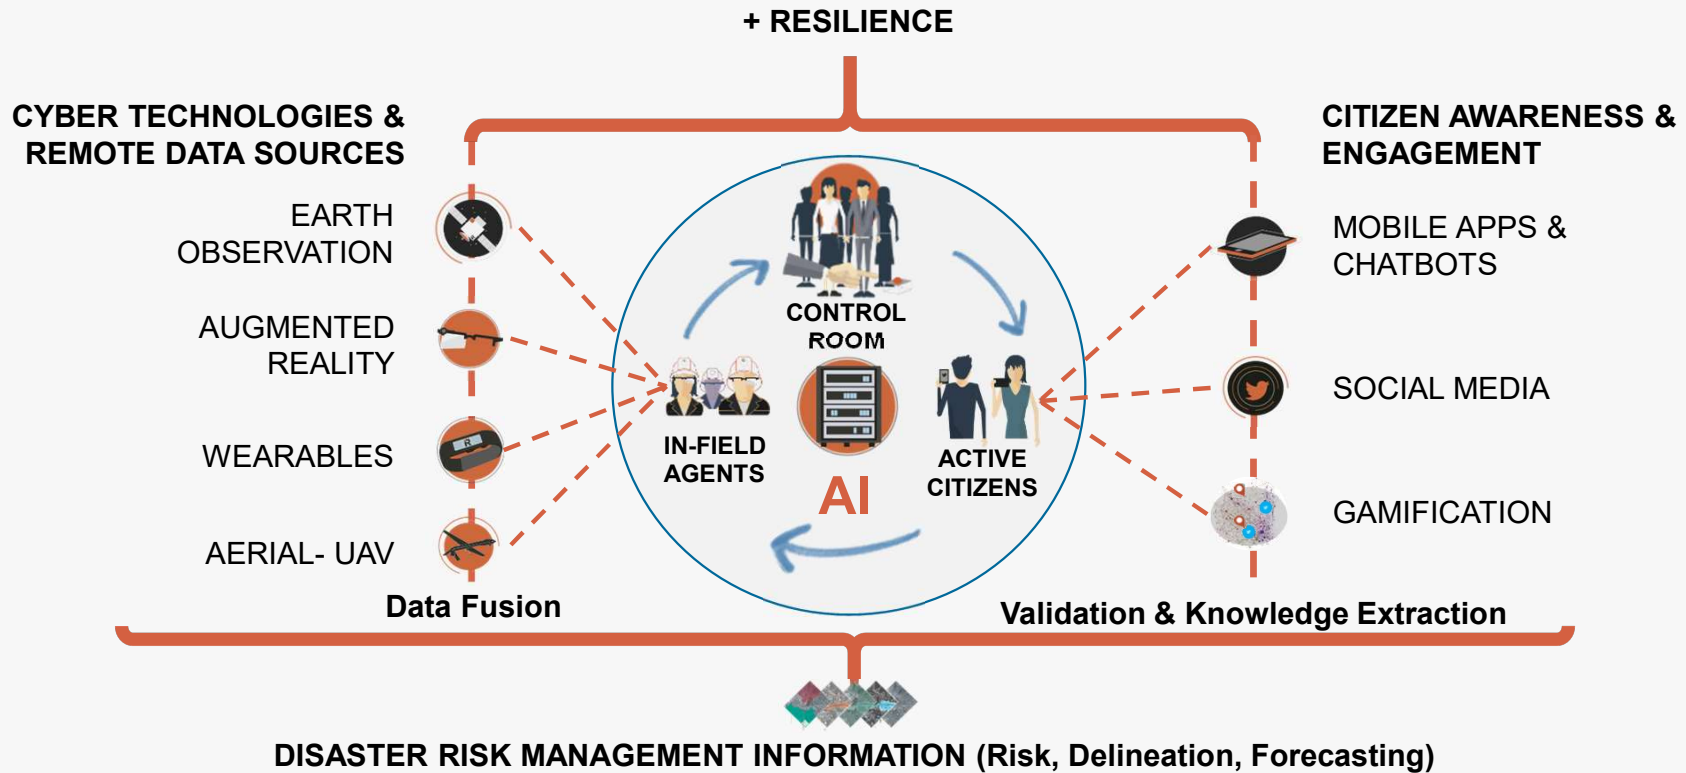 + RESILIENCE
CYBER TECHNOLOGIES &
REMOTE DATA SOURCES
EARTH
OBSERVATION
AUGMENTED
REALITY
WEARABLES
AERIAL- UAV
Data Fusion
CONTROL
ROOM
IN-FIELD
AGENTS
AI
ACTIVE
CITIZENS
CITIZEN AWARENESS &
ENGAGEMENT
MOBILE APPS &
CHATBOTS
SOCIAL MEDIA
GAMIFICATION
Validation & Knowledge Extraction
DISASTER RISK MANAGEMENT INFORMATION (Risk, Delineation, Forecasting)